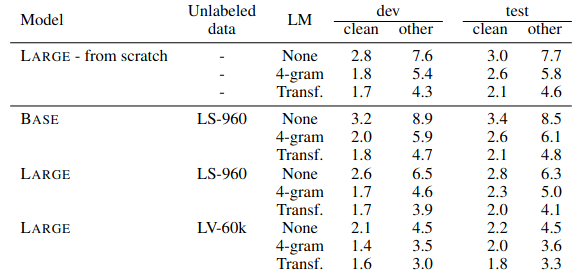 Model Unlabeled data LM dev test
clean other clean other
LARGE - from scratch - None 2.8 7.6 3.0 7.7
- 4-gram 1.8 5.4 2.6 5.8
- Transf. 1.7 4.3 2.1 4.6
BASE LS-960 None 3.2 8.9 3.4 8.5
4-gram 2.0 5.9 2.6 6.1
Transf. 1.8 4.7 2.1 4.8
LARGE LS-960 None 2.6 6.5 2.8 6.3
4-gram 1.7 4.6 2.3 5.0
Transf. 1.7 3.9 2.0 4.1
LARGE LV-60k None 2.1 4.5 2.2 4.5
4-gram 1.4 3.5 2.0 3.6
Transf. 1.6 3.0 1.8 3.3